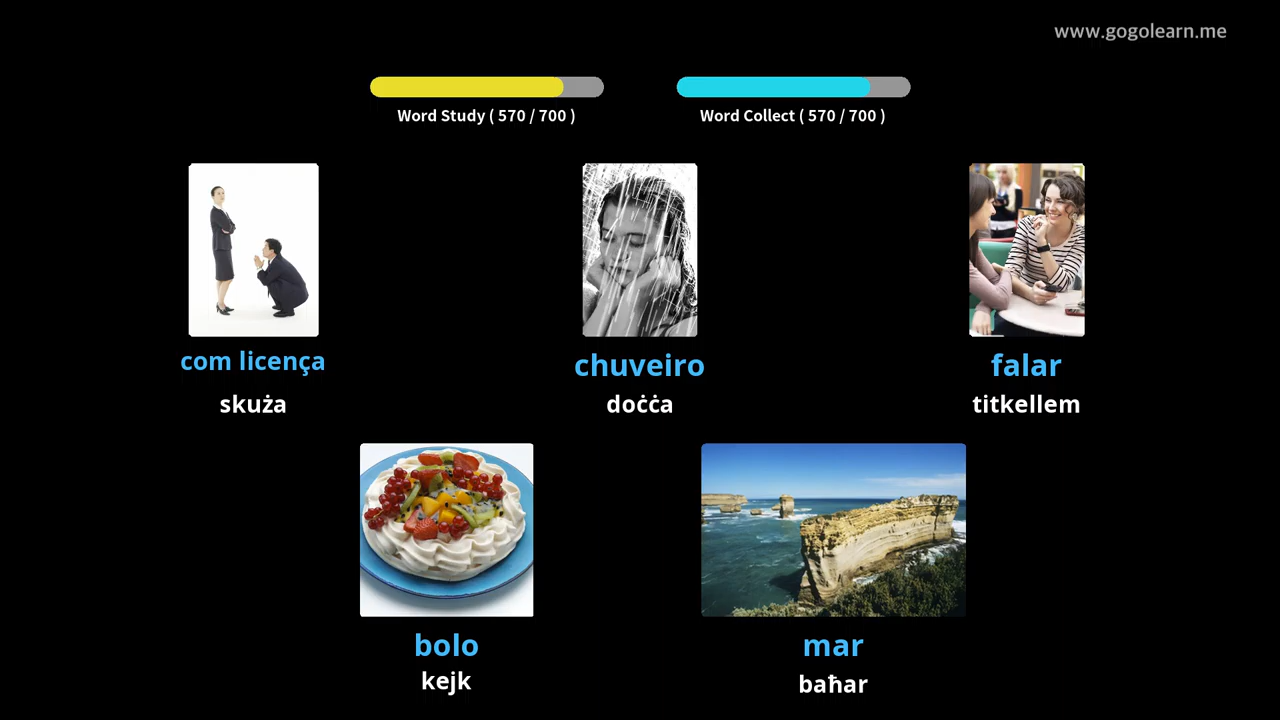 www.gogolearn.me
Word Study ( 570 / 700 )
Word Collect ( 570 / 700 )
com licença
chuveiro
falar
skuża
doċċa
titkellem
bolo
mar
kejk
baħar